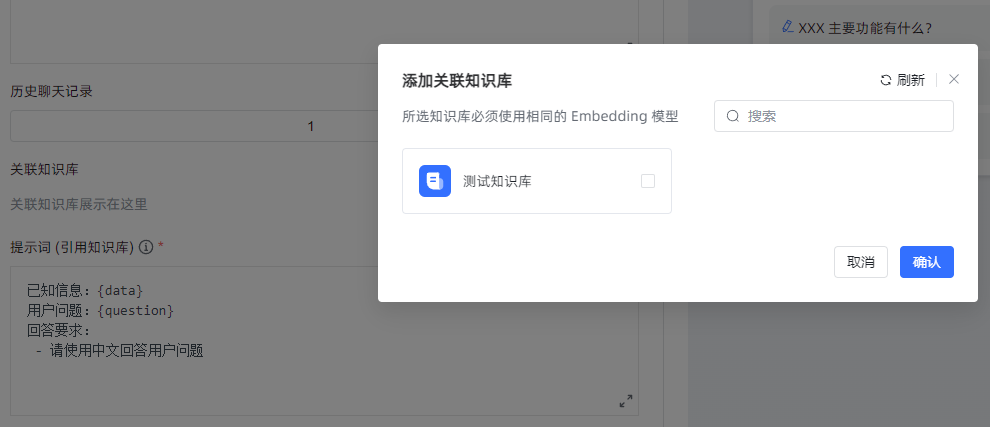 XXX 主要功能有什么？
添加关联知识库
刷新
所选知识库必须使用相同的 Embedding 模型
搜索
测试知识库
取消
确认
历史聊天记录
1
关联知识库
关联知识库展示在这里
提示词 (引用知识库) *
已知信息：{data}
用户问题：{question}
回答要求：
- 请使用中文回答用户问题